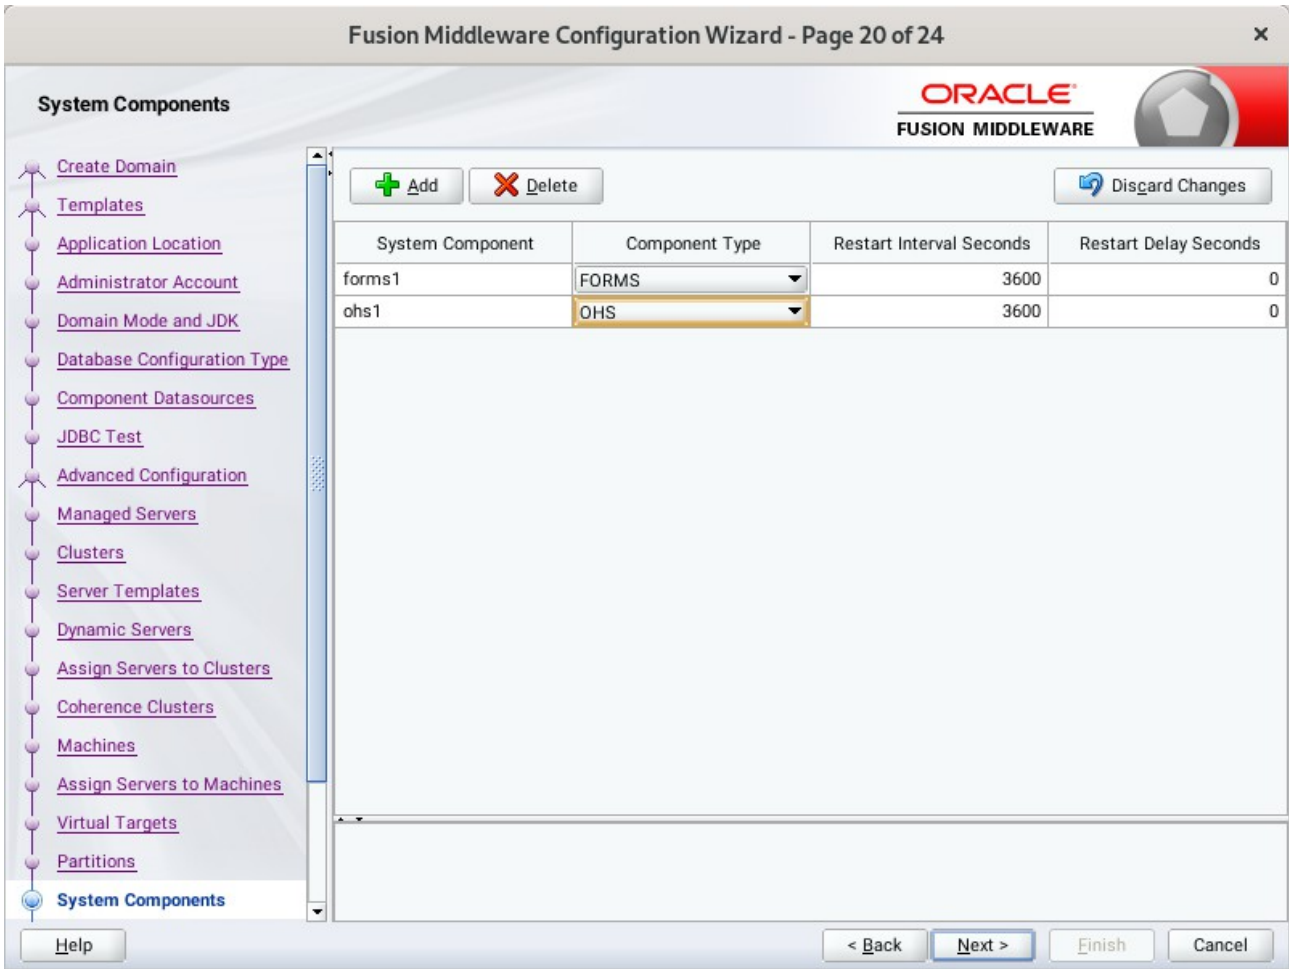 Fusion Middleware Configuration Wizard - Page 20 of 24
System Components
ORACLE
FUSION MIDDLEWARE
Create Domain
Templates
Application Location
Administrator Account
Domain Mode and JDK
Database Configuration Type
Component Datasources
JDBC Test
Advanced Configuration
Managed Servers
Clusters
Server Templates
Dynamic Servers
Assign Servers to Clusters
Coherence Clusters
Machines
Assign Servers to Machines
Virtual Targets
Partitions
System Components
Add Delete Discard Changes
System Component Component Type Restart Interval Seconds Restart Delay Seconds
forms1 FORMS 3600 0
ohs1 OHS 3600 0
Help < Back Next > Finish Cancel